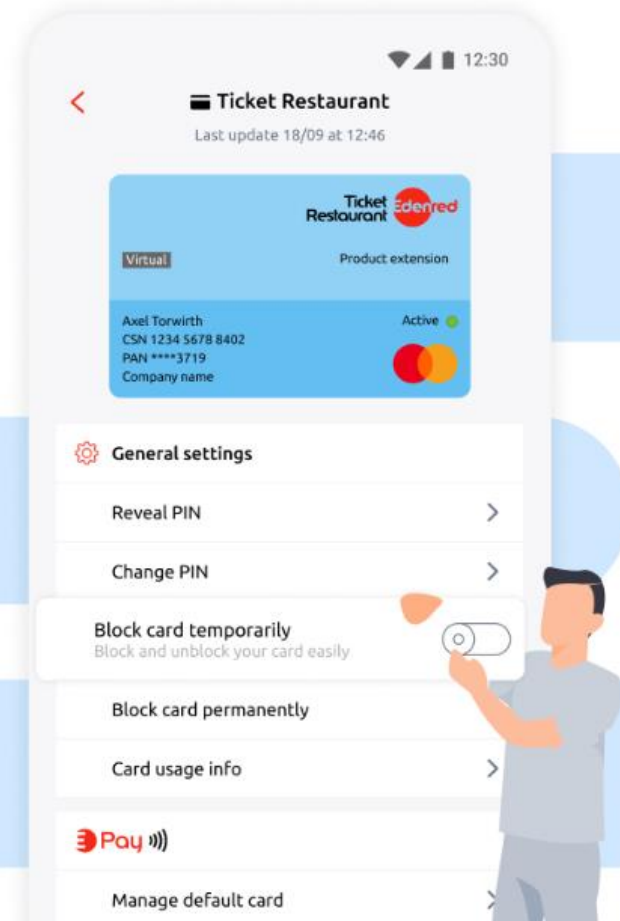 12:30
Ticket Restaurant
Last update 18/09 at 12:46
Ticket
Restaurant
Edenred
Virtual
Product extension
Axel Torwirth
Active
CSN 1234 5678 8402
PAN ****3719
Company name
General settings
Reveal PIN
Change PIN
Block card temporarily
Block and unblock your card easily
Block card permanently
Card usage info
Pay
Manage default card